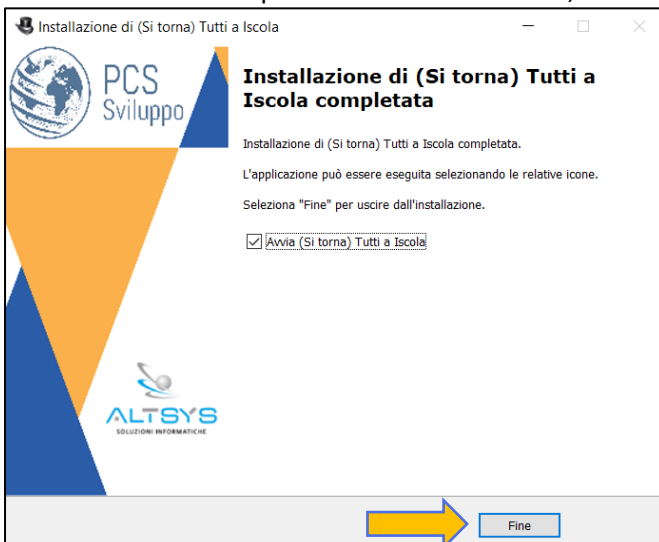 Installazione di (Si torna) Tutti a Iscola
PCS
Sviluppo
Installazione di (Si torna) Tutti a
Iscola completata
Installazione di (Si torna) Tutti a Iscola completata.
L'applicazione può essere eseguita selezionando le relative icone.
Seleziona "Fine" per uscire dall'installazione.
Avvia (Si torna) Tutti a Iscola
ALTSYS
SOLUZIONI INFORMATICHE
Fine